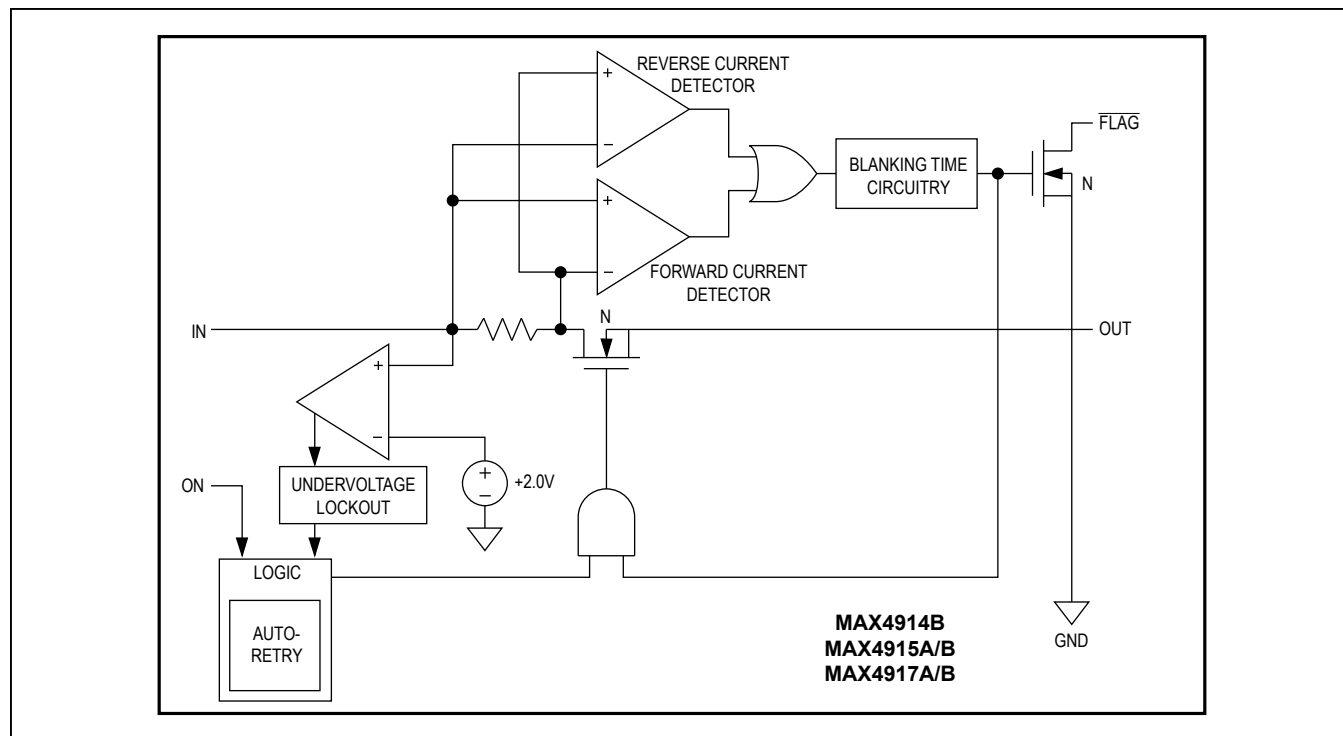 REVERSE CURRENT
DETECTOR
+
−
FLAG
BLANKING TIME
CIRCUITRY
N
+
−
FORWARD CURRENT
DETECTOR
IN
N
OUT
+
−
ON
UNDERVOLTAGE
LOCKOUT
+
−
+2.0V
LOGIC
AUTO-
RETRY
MAX4914B
MAX4915A/B
MAX4917A/B
GND